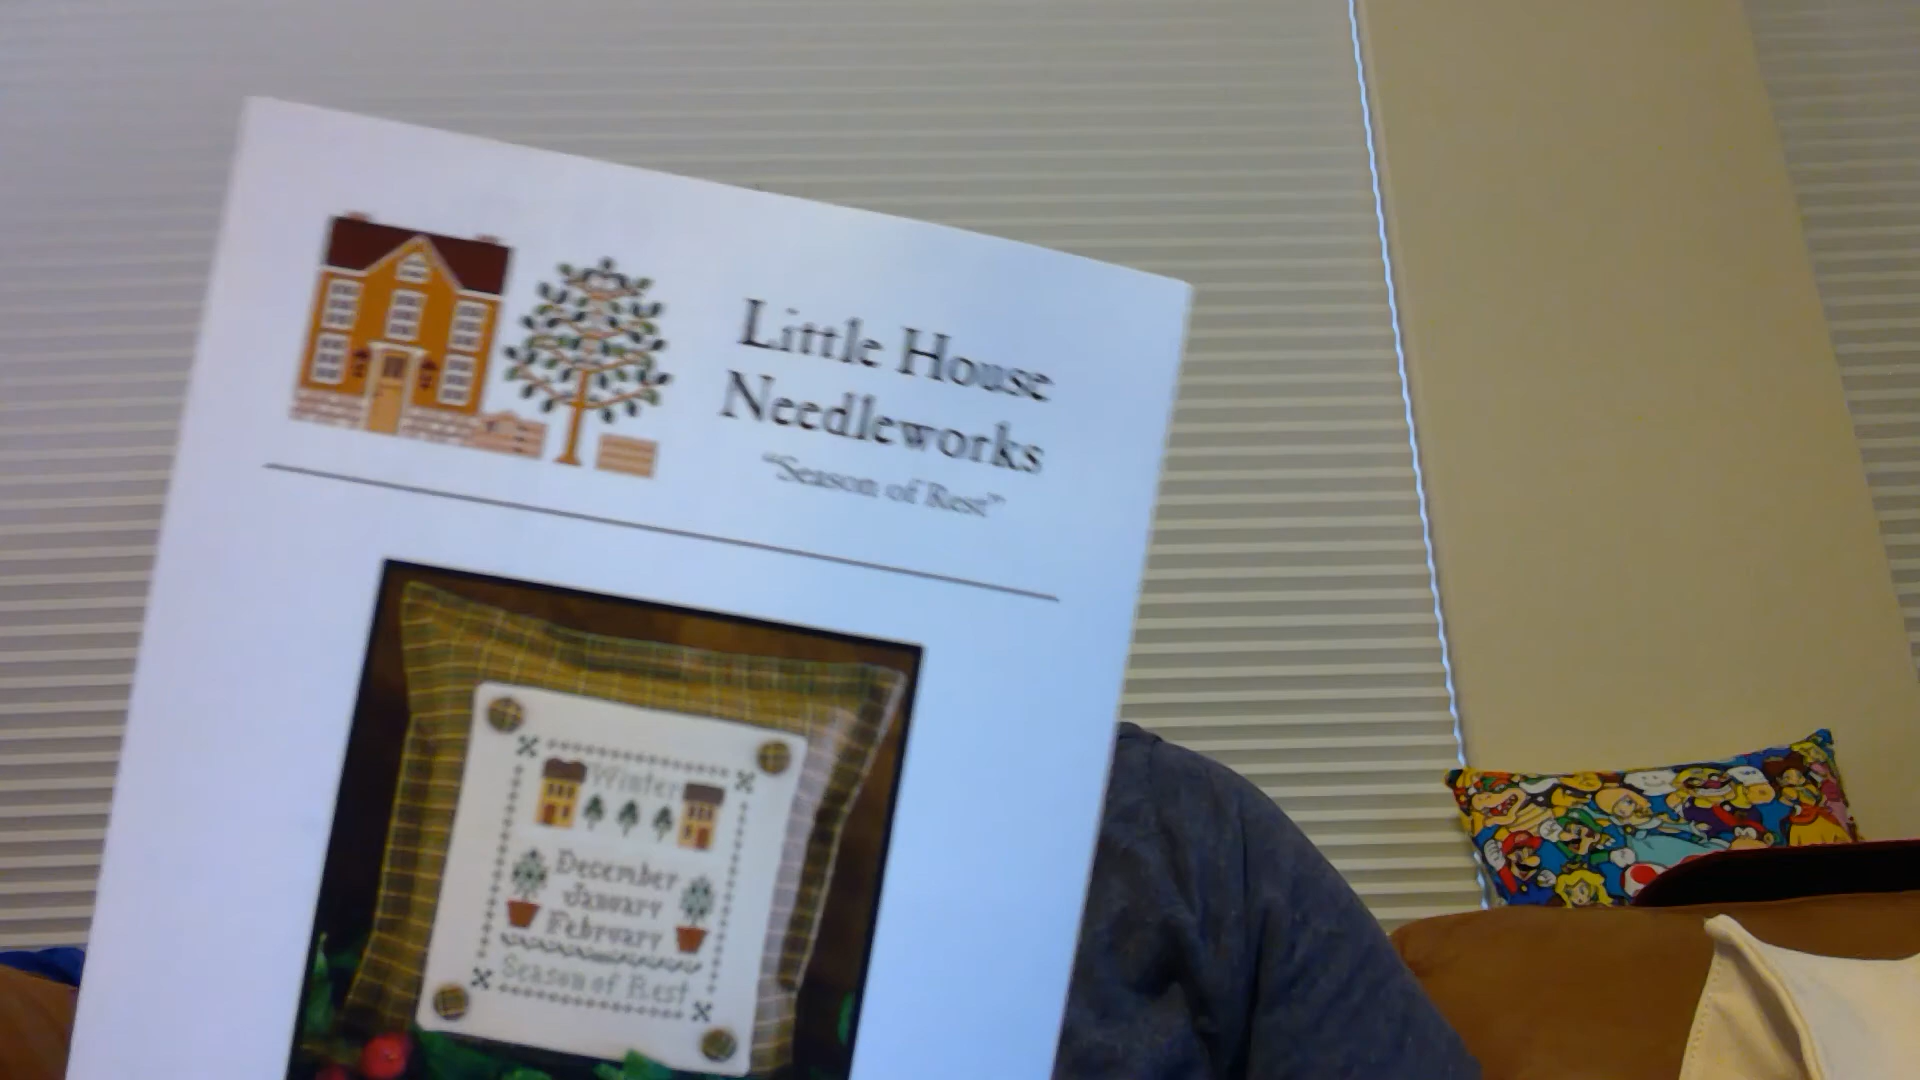 Little House
Needleworks
"Season of Rest"
Winter
December
January
February
Season of Rest